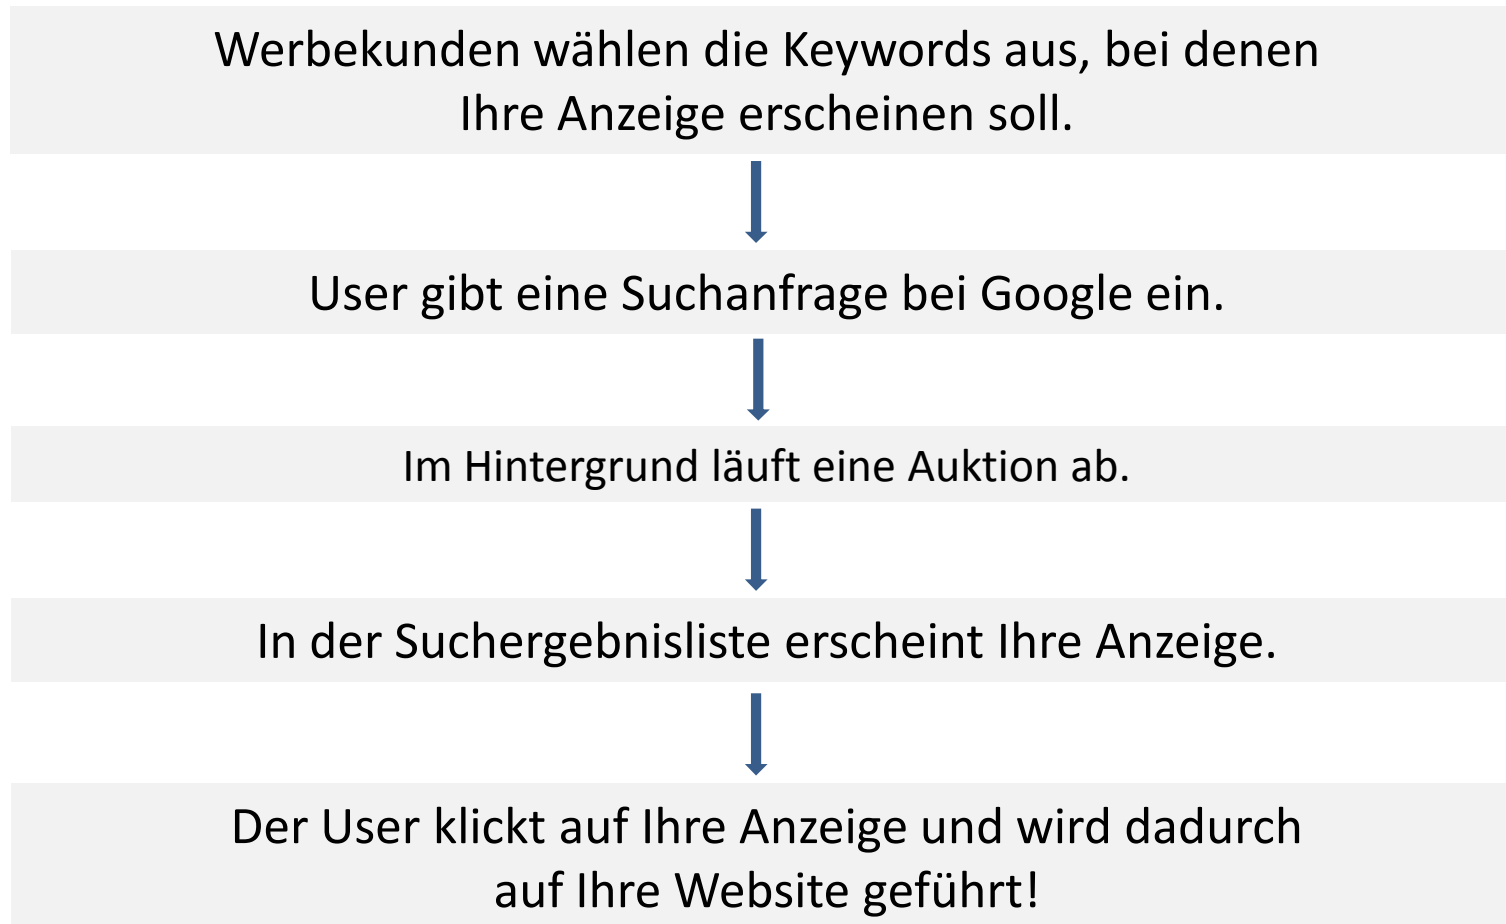 Werbekunden wählen die Keywords aus, bei denen
Ihre Anzeige erscheinen soll.
User gibt eine Suchanfrage bei Google ein.
Im Hintergrund läuft eine Auktion ab.
In der Suchergebnisliste erscheint Ihre Anzeige.
Der User klickt auf Ihre Anzeige und wird dadurch
auf Ihre Website geführt!